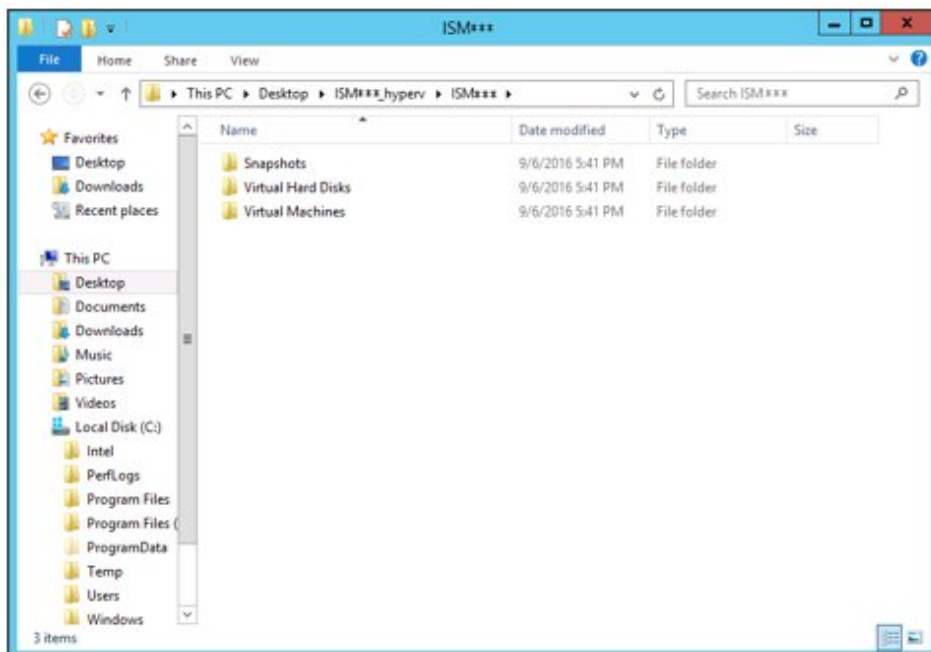 ISM***
File Home Share View
This PC Desktop ISM***_hyperv ISM*** Search ISM***
Name Date modified Type Size
Snapshots 9/6/2016 5:41 PM File folder
Virtual Hard Disks 9/6/2016 5:41 PM File folder
Virtual Machines 9/6/2016 5:41 PM File folder
Favorites
Desktop
Downloads
Recent places
This PC
Desktop
Documents
Downloads
Music
Pictures
Videos
Local Disk (C:)
Intel
PerfLogs
Program Files
Program Files (
ProgramData
Temp
Users
Windows
3 items